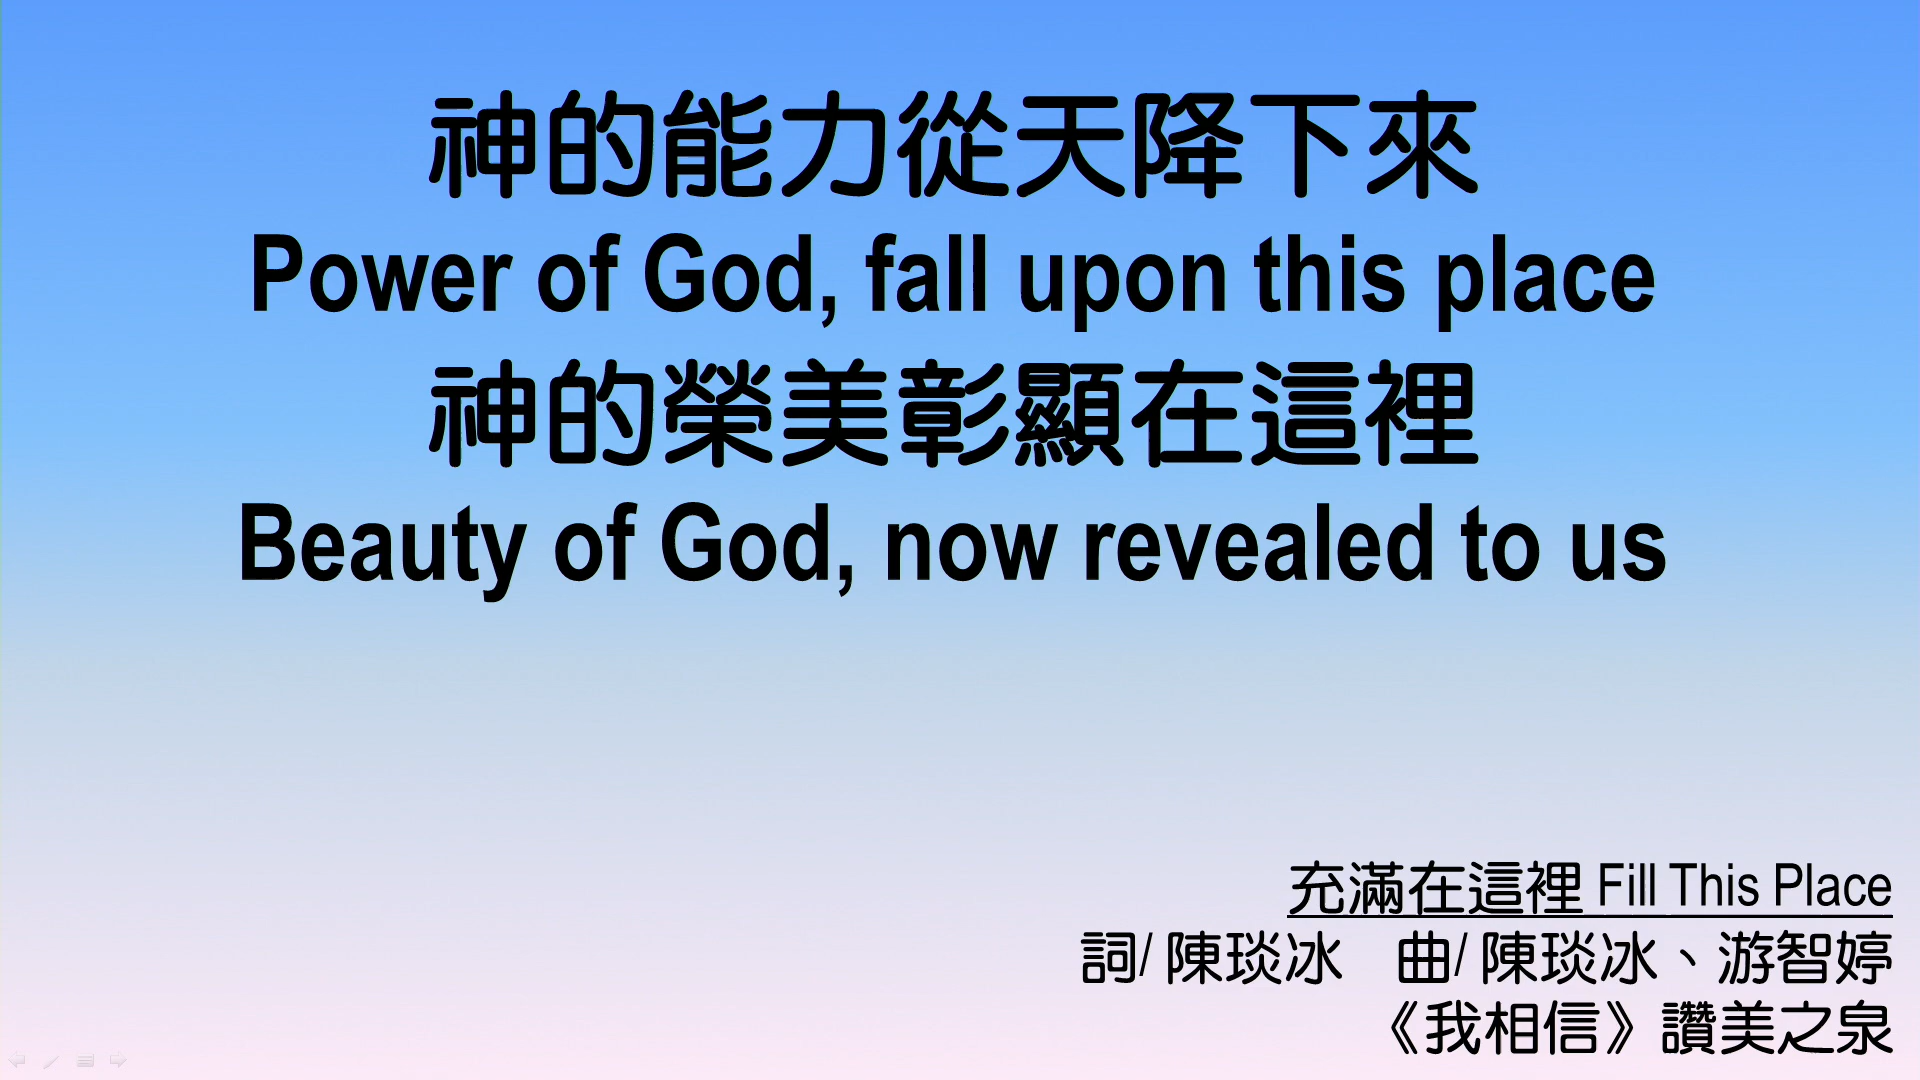 神的能力從天降下來
Power of God, fall upon this place
神的榮美彰顯在這裡
Beauty of God, now revealed to us
充滿在這裡 Fill This Place
詞/ 陳琰冰　曲/ 陳琰冰、游智婷
《我相信》讚美之泉